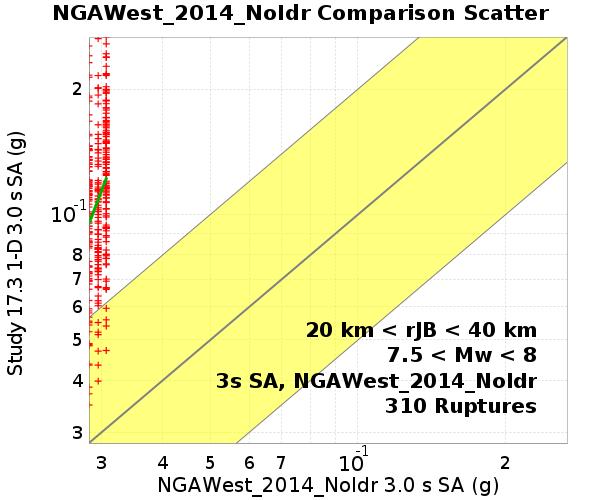 NGAWest_2014_NoIdr Comparison Scatter
Study 17.3 1-D 3.0 s SA (g)
2
10⁻¹
8
7
6
5
4
3
20 km < rJB < 40 km
7.5 < Mw < 8
3s SA, NGAWest_2014_NoIdr
310 Ruptures
3 4 5 6 7 10⁻¹ 2
NGAWest_2014_NoIdr 3.0 s SA (g)